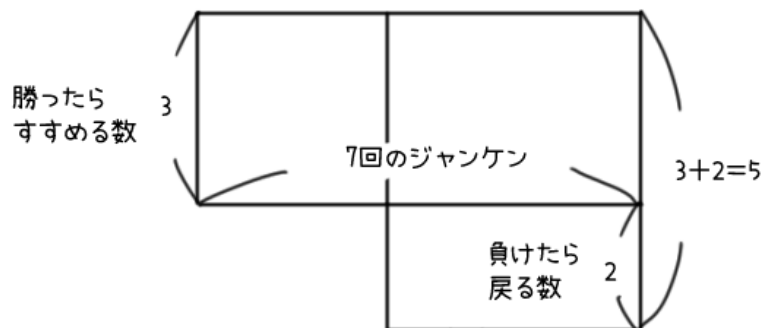 勝ったら
すすめる数
3
7回のジャンケン
3+2=5
負けたら
戻る数
2